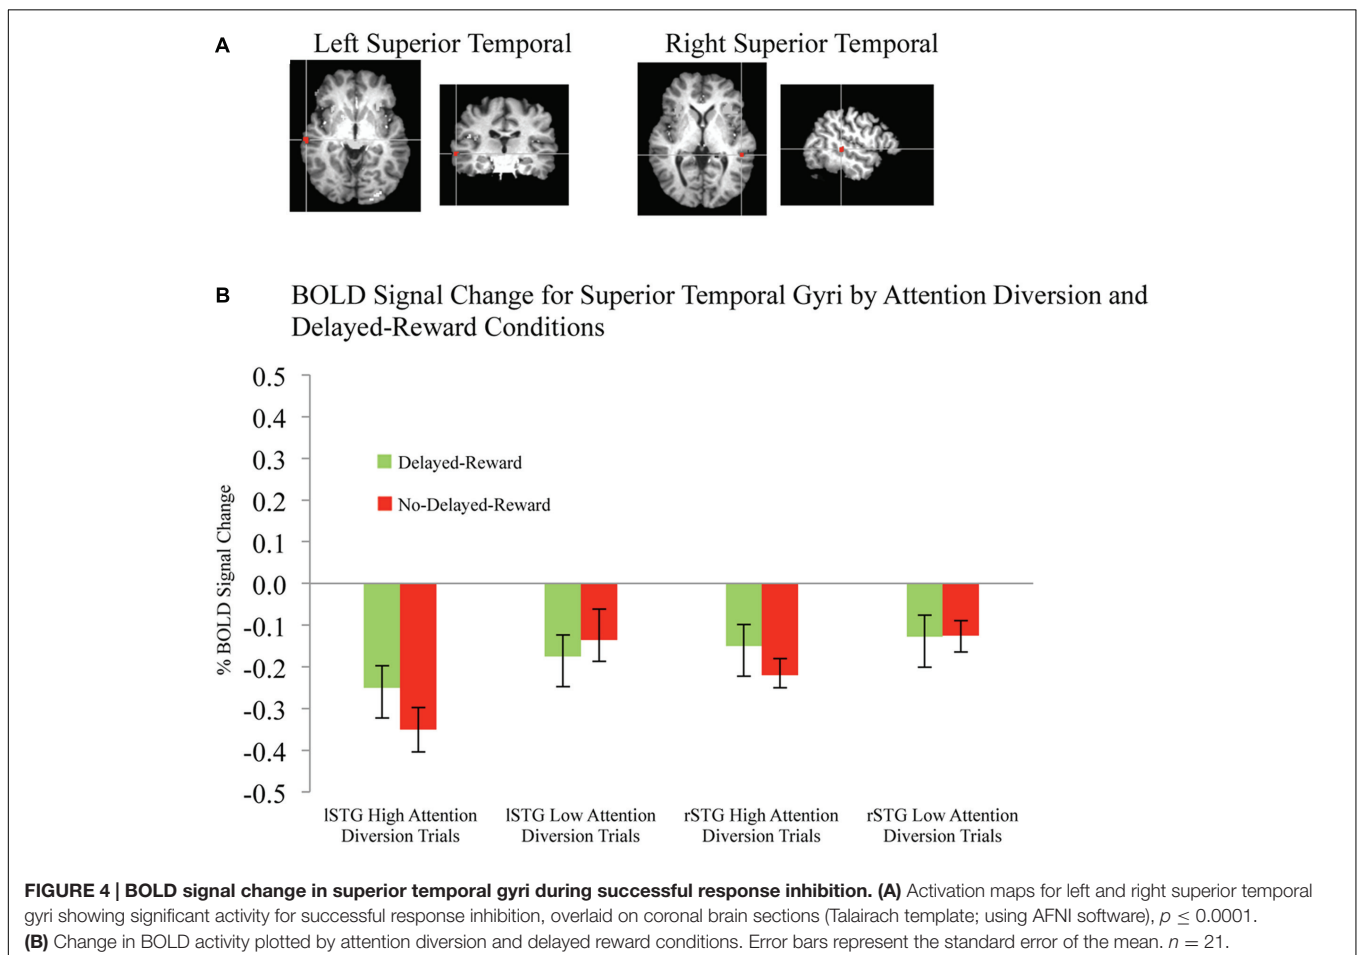 A
Left Superior Temporal
Right Superior Temporal
B
BOLD Signal Change for Superior Temporal Gyri by Attention Diversion and
Delayed-Reward Conditions
% BOLD Signal Change
0.5
0.4
0.3
0.2
0.1
0.0
-0.1
-0.2
-0.3
-0.4
-0.5
Delayed-Reward
No-Delayed-Reward
lSTG High Attention
Diversion Trials
lSTG Low Attention
Diversion Trials
rSTG High Attention
Diversion Trials
rSTG Low Attention
Diversion Trials
FIGURE 4 | BOLD signal change in superior temporal gyri during successful response inhibition. (A) Activation maps for left and right superior temporal
gyri showing significant activity for successful response inhibition, overlaid on coronal brain sections (Talairach template; using AFNI software), p ≤ 0.0001.
(B) Change in BOLD activity plotted by attention diversion and delayed reward conditions. Error bars represent the standard error of the mean. n = 21.